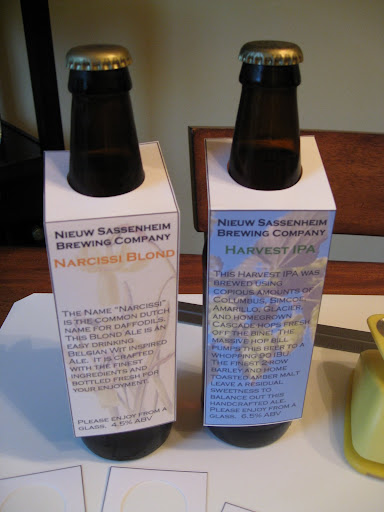 Nieuw Sassenheim
Brewing Company
Narcissi Blond
The Name "Narcissi"
is the common Dutch
name for daffodils.
This Blond Ale is an
easy drinking
Belgian Wit inspired
Ale. It is crafted
with the finest
ingredients and
bottled fresh for
your enjoyment.
Please enjoy from a
glass. 4.5% ABV
Nieuw Sassenheim
Brewing Company
Harvest IPA
This Harvest IPA was
brewed using
copious amounts of
Columbus, Simcoe,
Amarillo, Glacier,
and homegrown
Cascade hops fresh
off the bine! The
massive hop bill
pumps this beer to a
whopping 90 IBU.
The finest 2-row
barley and home
toasted amber malt
leave a residual
sweetness to
balance out this
handcrafted ale.
Please enjoy from a
glass. 6.5% ABV